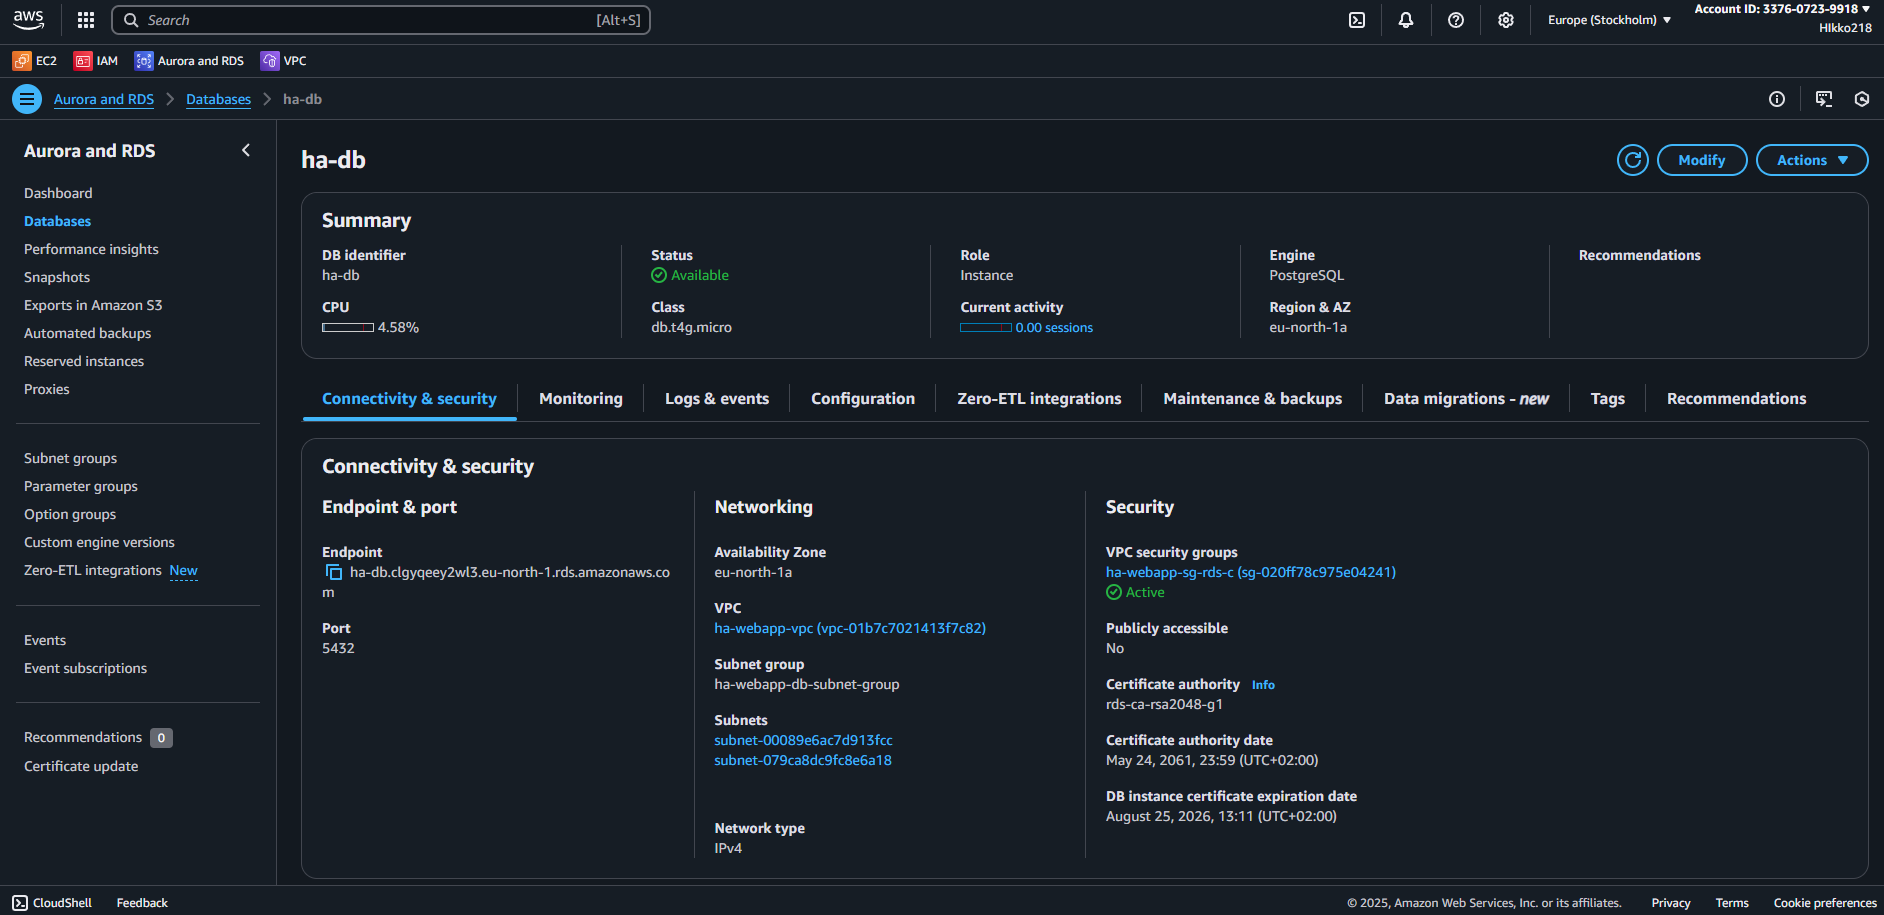 aws
Search [Alt+S]
Europe (Stockholm)
Account ID: 3376-0723-9918
HIkko218
EC2 IAM Aurora and RDS VPC
Aurora and RDS Databases ha-db
Aurora and RDS
Dashboard
Databases
Performance insights
Snapshots
Exports in Amazon S3
Automated backups
Reserved instances
Proxies
Subnet groups
Parameter groups
Option groups
Custom engine versions
Zero-ETL integrations New
Events
Event subscriptions
Recommendations 0
Certificate update
ha-db
Modify
Actions
Summary
DB identifier
ha-db
CPU
4.58%
Status
Available
Class
db.t4g.micro
Role
Instance
Current activity
0.00 sessions
Engine
PostgreSQL
Region & AZ
eu-north-1a
Recommendations
Connectivity & security Monitoring Logs & events Configuration Zero-ETL integrations Maintenance & backups Data migrations - new Tags Recommendations
Connectivity & security
Endpoint & port
Endpoint
ha-db.clgyqeey2wl3.eu-north-1.rds.amazonaws.co
m
Port
5432
Networking
Availability Zone
eu-north-1a
VPC
ha-webapp-vpc (vpc-01b7c7021413f7c82)
Subnet group
ha-webapp-db-subnet-group
Subnets
subnet-00089e6ac7d913fcc
subnet-079ca8dc9fc8e6a18
Network type
IPv4
Security
VPC security groups
ha-webapp-sg-rds-c (sg-020ff78c975e04241)
Active
Publicly accessible
No
Certificate authority Info
rds-ca-rsa2048-g1
Certificate authority date
May 24, 2061, 23:59 (UTC+02:00)
DB instance certificate expiration date
August 25, 2026, 13:11 (UTC+02:00)
CloudShell Feedback © 2025, Amazon Web Services, Inc. or its affiliates. Privacy Terms Cookie preferences